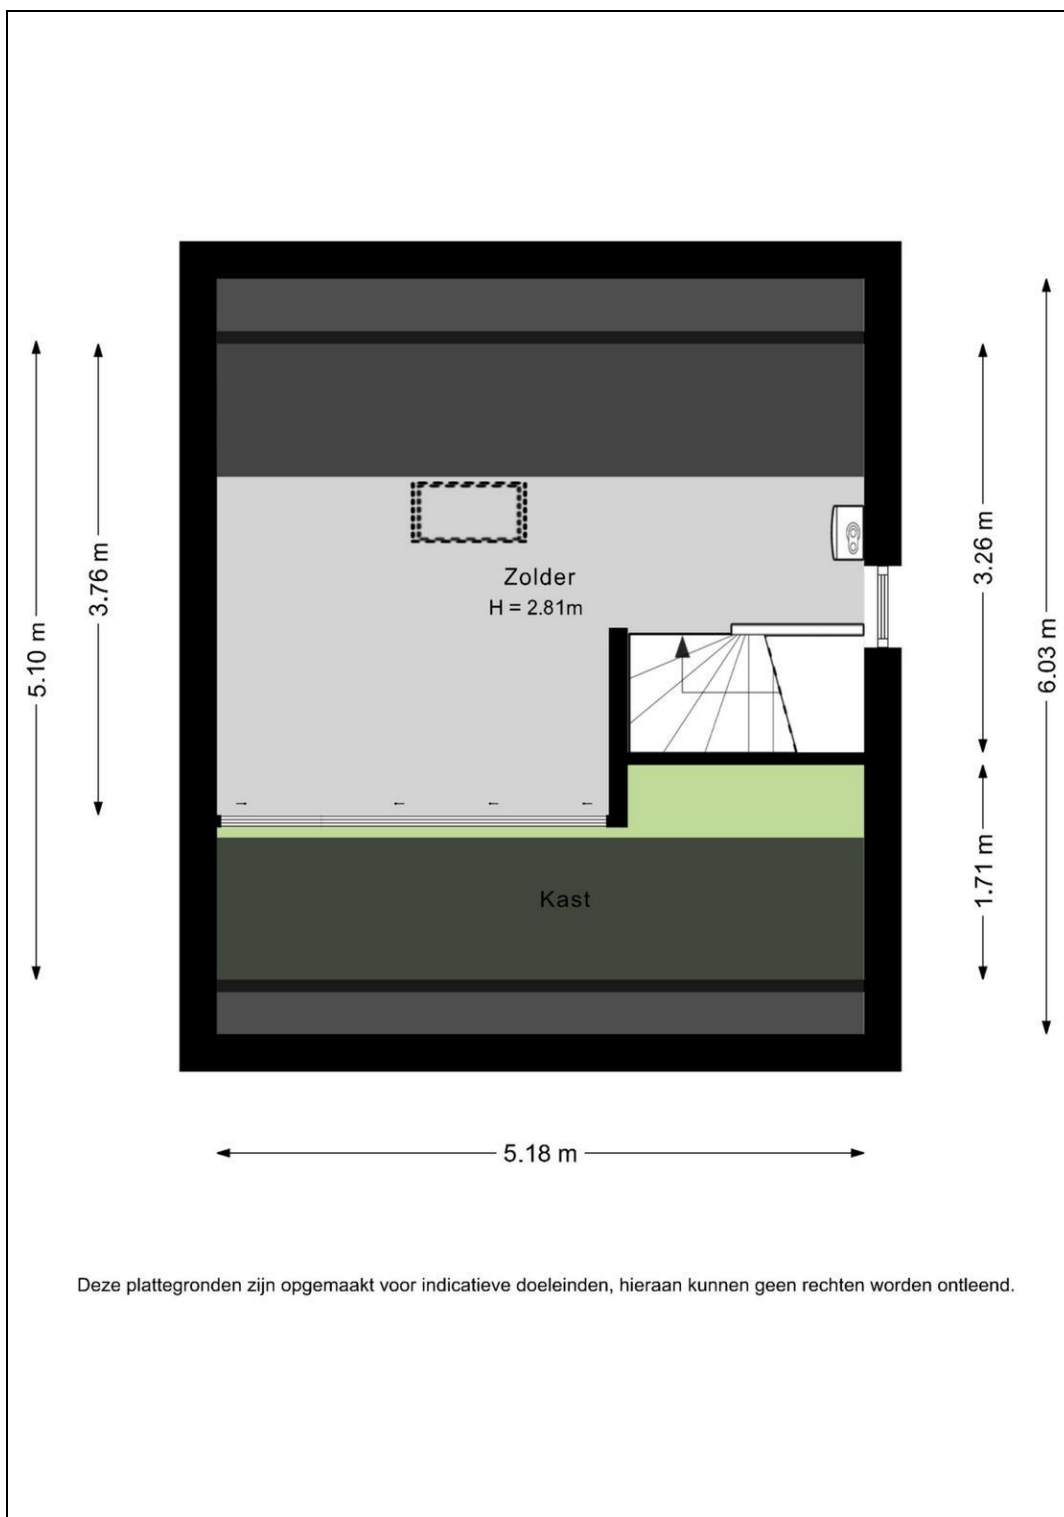 Zolder
H = 2.81m
Kast
5.10 m
3.76 m
3.26 m
1.71 m
6.03 m
5.18 m
Deze plattegronden zijn opgemaakt voor indicatieve doeleinden, hieraan kunnen geen rechten worden ontleend.